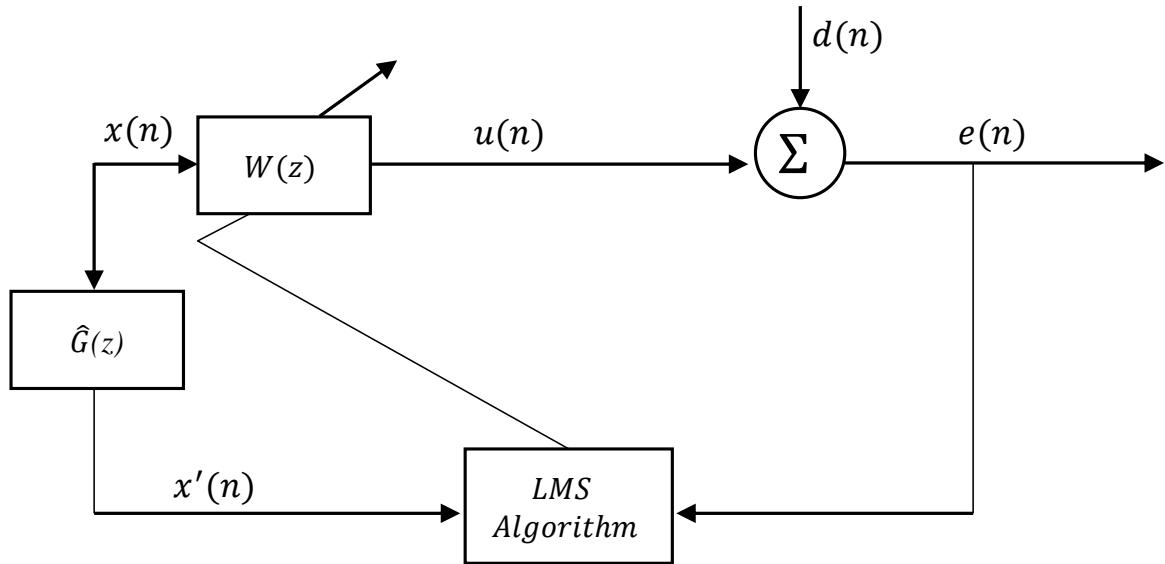 d(n)
x(n)
W(z)
u(n)
Σ
e(n)
Ĝ(z)
x′(n)
LMS
Algorithm